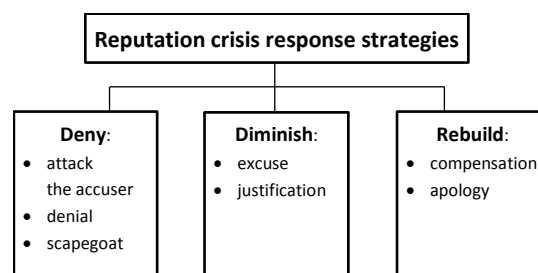 Reputation crisis response strategies
Deny:
• attack
the accuser
• denial
• scapegoat
Diminish:
• excuse
• justification
Rebuild:
• compensation
• apology